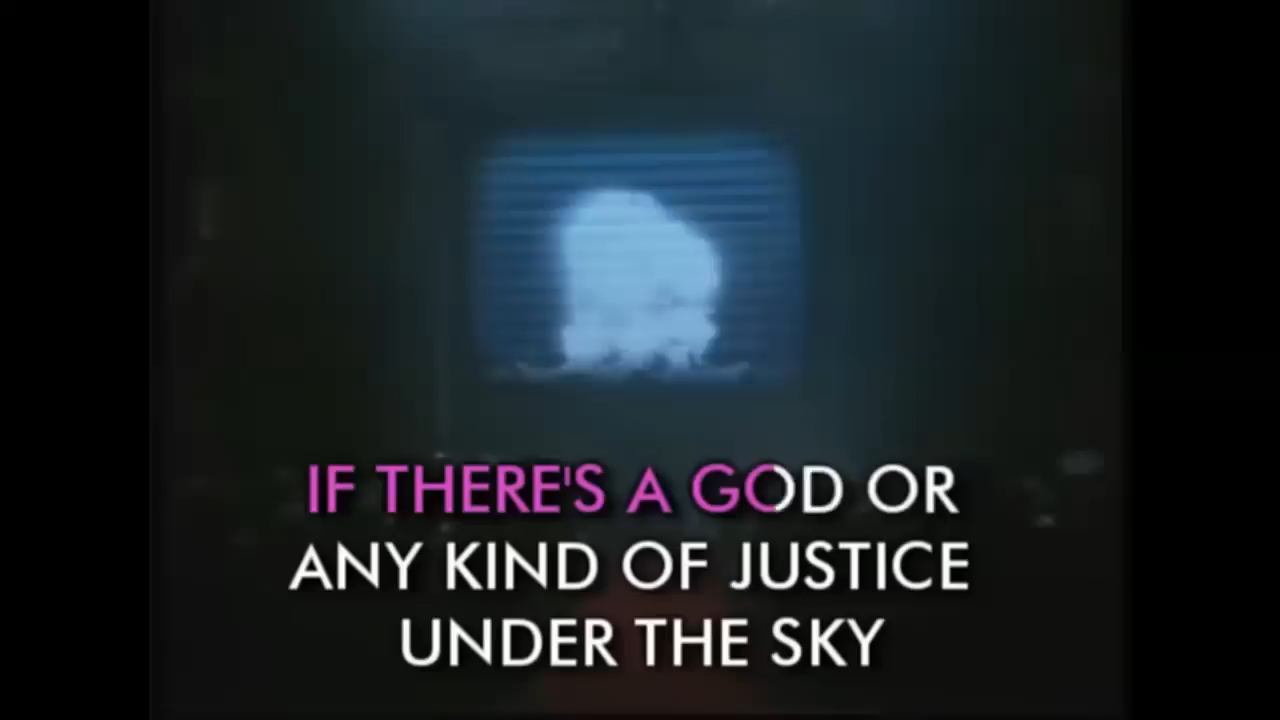 IF THERE'S A GOD OR
ANY KIND OF JUSTICE
UNDER THE SKY